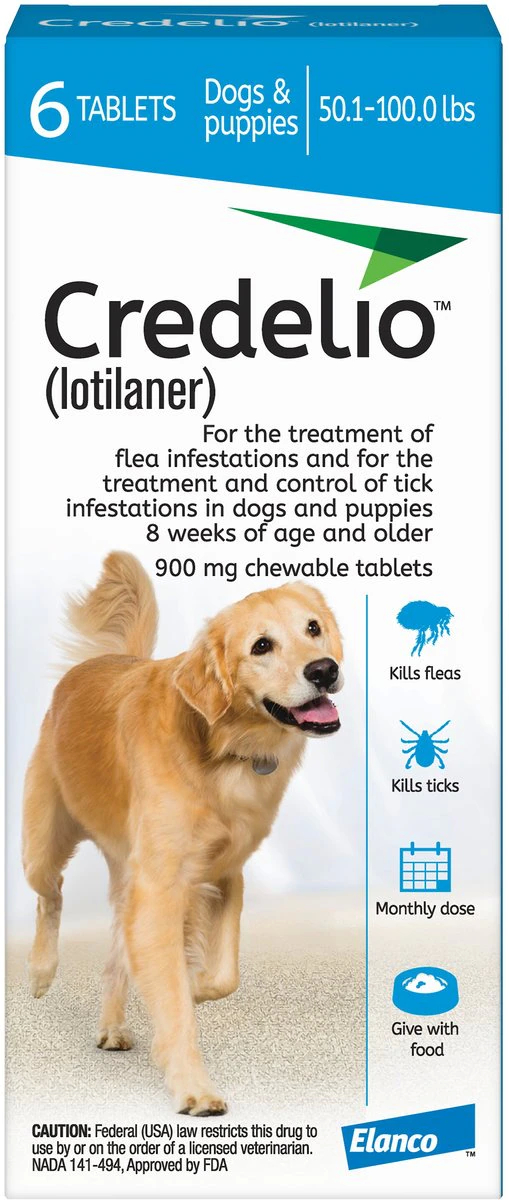 Credelio (lotilaner)
6 TABLETS
Dogs &
puppies
50.1-100.0 lbs
Credelio™
(lotilaner)
For the treatment of
flea infestations and for the
treatment and control of tick
infestations in dogs and puppies
8 weeks of age and older
900 mg chewable tablets
Kills fleas
Kills ticks
Monthly dose
Give with
food
CAUTION: Federal (USA) law restricts this drug to
use by or on the order of a licensed veterinarian.
NADA 141-494, Approved by FDA
Elanco™